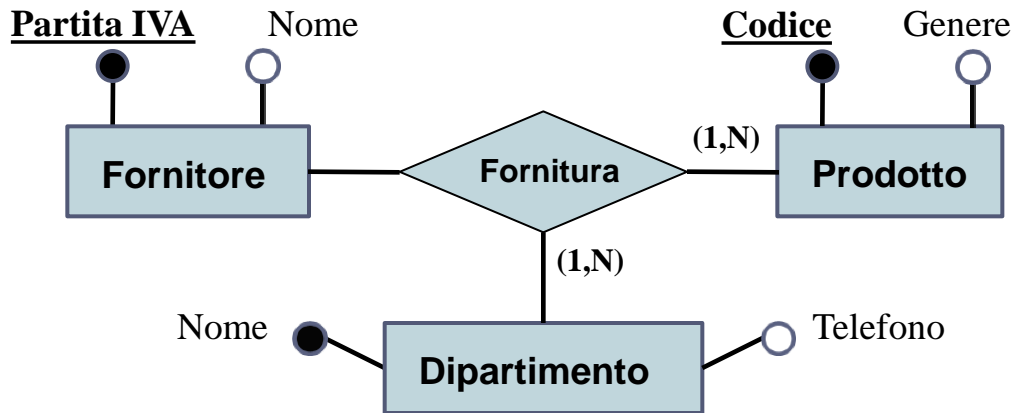 Partita IVA Nome Codice Genere
Fornitore Fornitura (1,N) Prodotto
(1,N)
Nome Telefono
Dipartimento